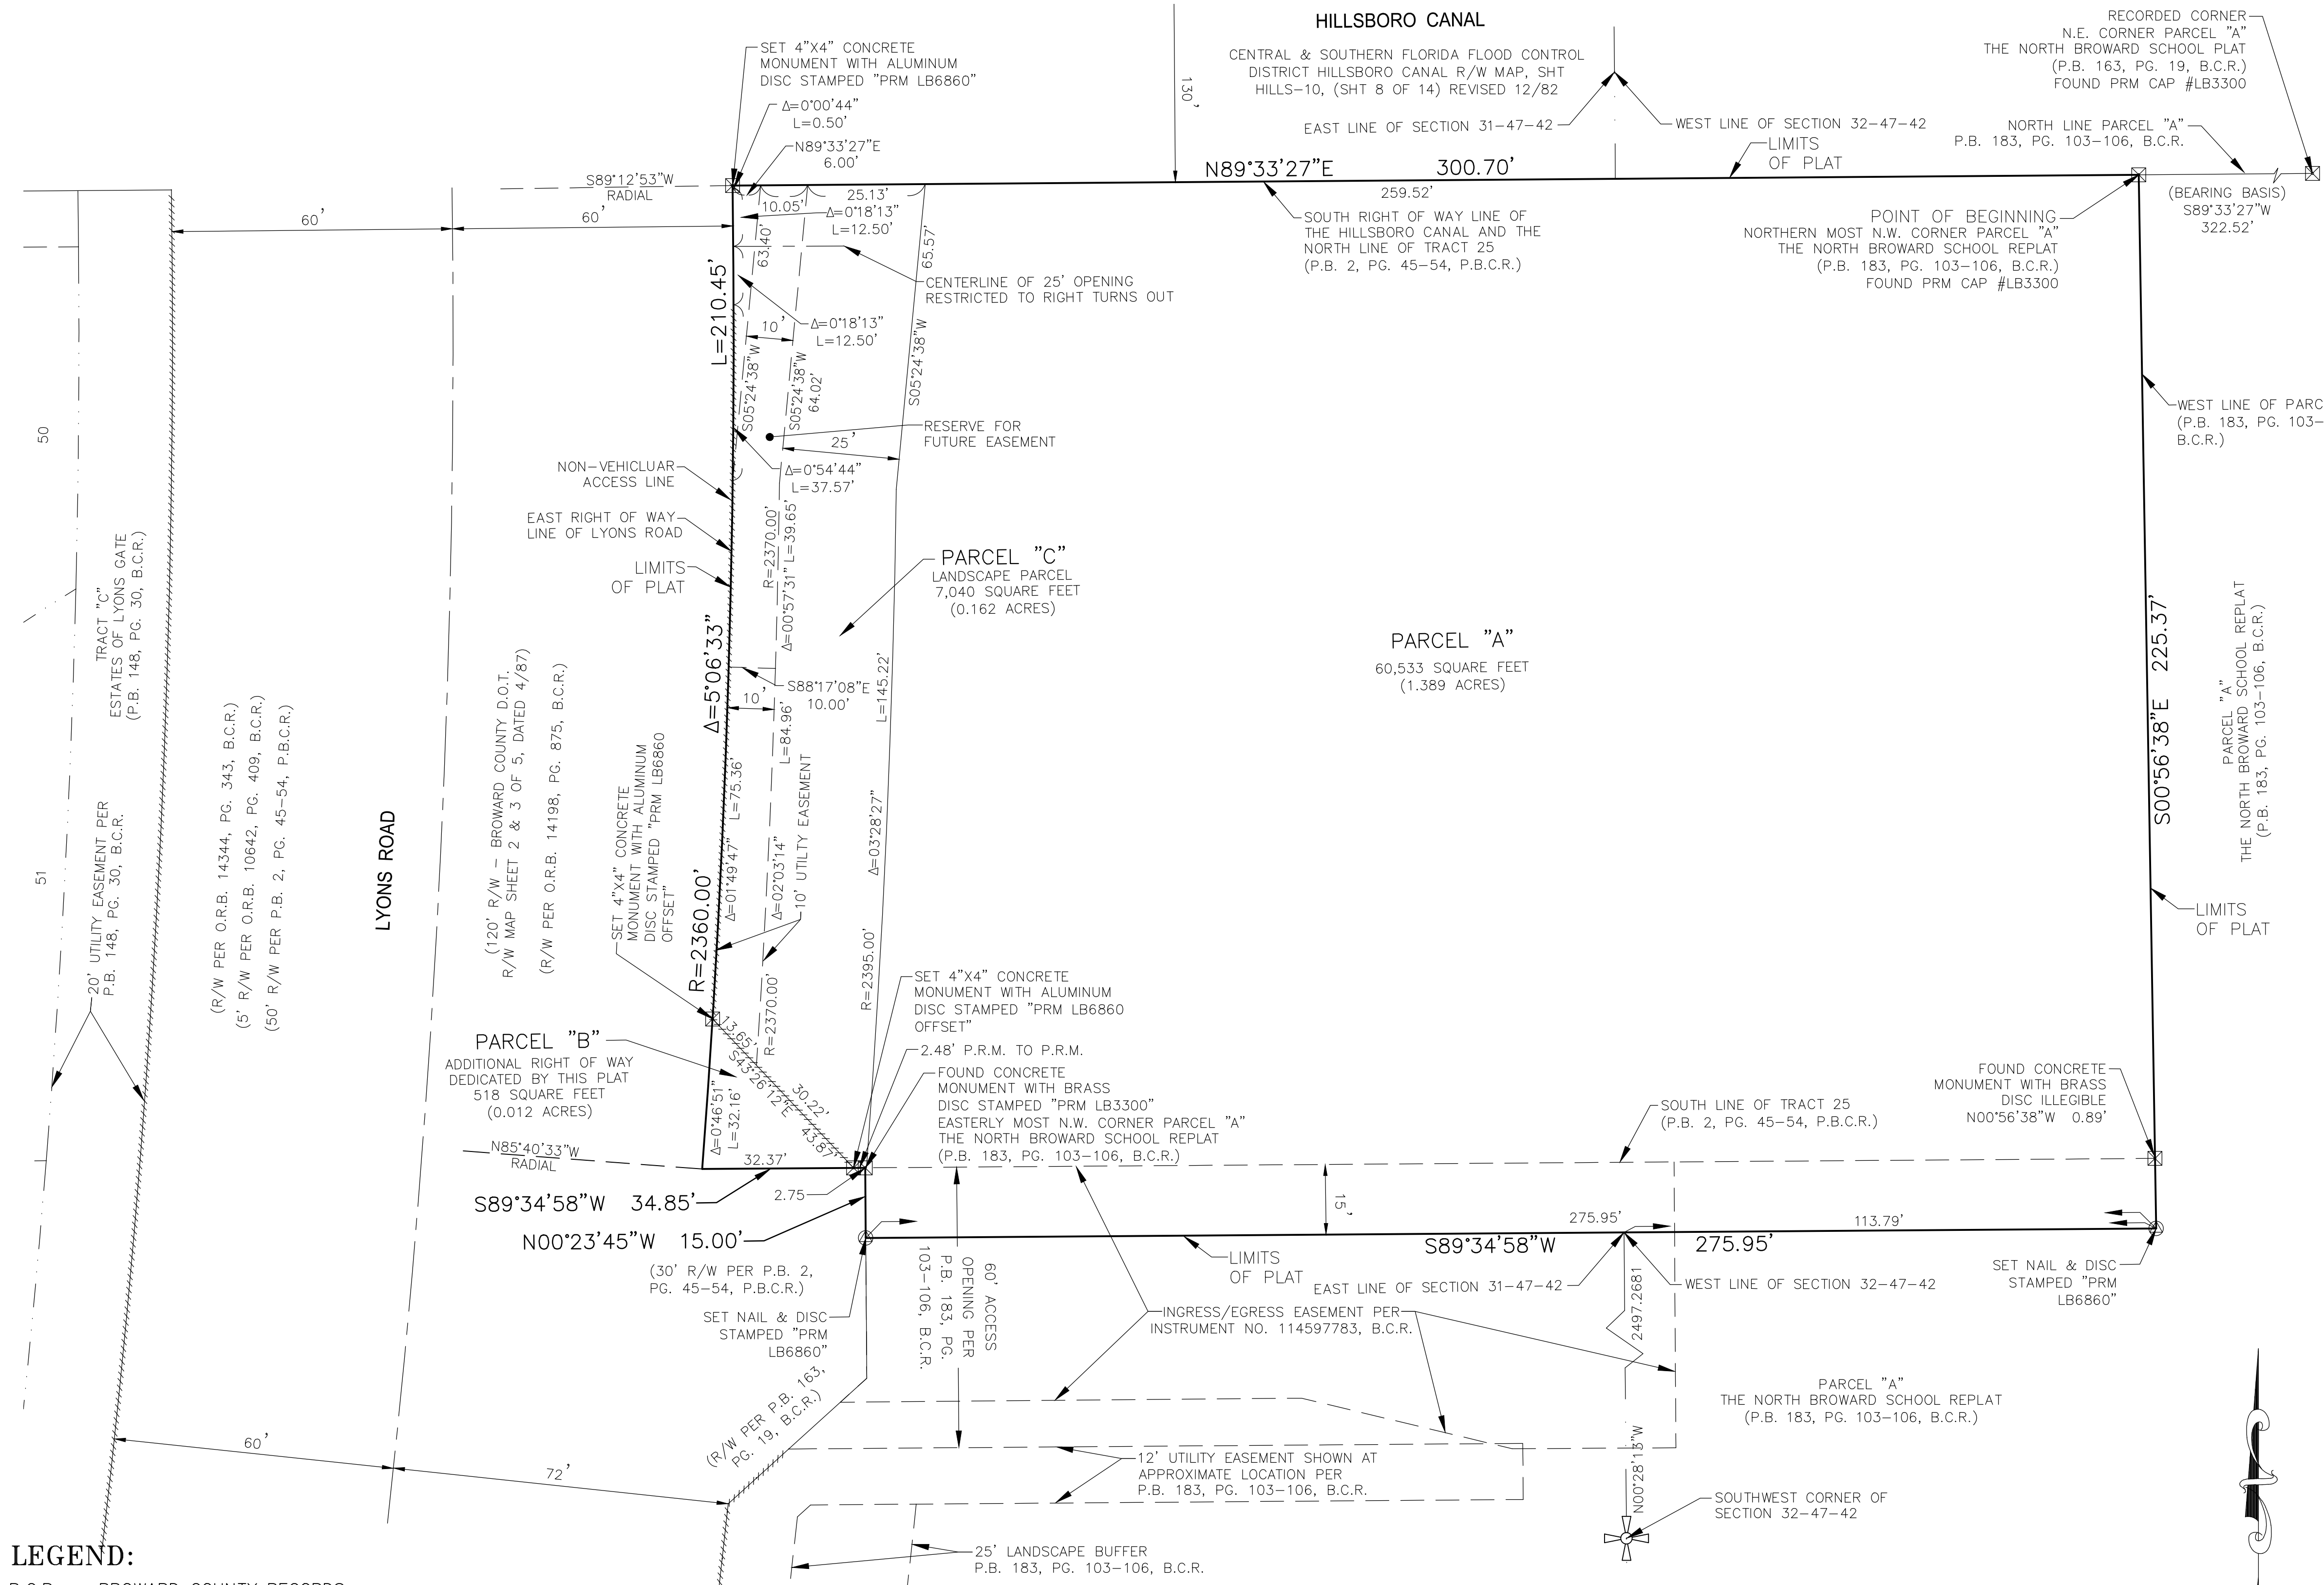 HILLSBORO CANAL
CENTRAL & SOUTHERN FLORIDA FLOOD CONTROL
DISTRICT HILLSBORO CANAL R/W MAP, SHT
HILLS-10, (SHT 8 OF 14) REVISED 12/82
130'
RECORDED CORNER
N.E. CORNER PARCEL "A"
THE NORTH BROWARD SCHOOL PLAT
(P.B. 163, PG. 19, B.C.R.)
FOUND PRM CAP #LB3300
SET 4"X4" CONCRETE
MONUMENT WITH ALUMINUM
DISC STAMPED "PRM LB6860"
Δ=0°00'44"
L=0.50'
N89°33'27"E
6.00'
EAST LINE OF SECTION 31-47-42
WEST LINE OF SECTION 32-47-42
LIMITS
OF PLAT
NORTH LINE PARCEL "A"
P.B. 183, PG. 103-106, B.C.R.
N89°33'27"E 300.70'
259.52'
(BEARING BASIS)
S89°33'27"W
322.52'
S89°12'53"W
RADIAL
60'
60'
10.05'
25.13'
Δ=0°18'13"
L=12.50'
SOUTH RIGHT OF WAY LINE OF
THE HILLSBORO CANAL AND THE
NORTH LINE OF TRACT 25
(P.B. 2, PG. 45-54, P.B.C.R.)
POINT OF BEGINNING
NORTHERN MOST N.W. CORNER PARCEL "A"
THE NORTH BROWARD SCHOOL REPLAT
(P.B. 183, PG. 103-106, B.C.R.)
FOUND PRM CAP #LB3300
63.40'
65.57'
CENTERLINE OF 25' OPENING
RESTRICTED TO RIGHT TURNS OUT
L=210.45'
Δ=0°18'13"
L=12.50'
10'
S05°24'38"W
S05°24'38"W
64.02'
S05°24'38"W
RESERVE FOR
FUTURE EASEMENT
25'
Δ=0°54'44"
L=37.57'
WEST LINE OF PARC
(P.B. 183, PG. 103-
B.C.R.)
50
NON-VEHICLUAR
ACCESS LINE
EAST RIGHT OF WAY
LINE OF LYONS ROAD
LIMITS
OF PLAT
R=2370.00'
Δ=00°57'31" L=39.65'
PARCEL "C"
LANDSCAPE PARCEL
7,040 SQUARE FEET
(0.162 ACRES)
TRACT "C"
ESTATES OF LYONS GATE
(P.B. 148, PG. 30, B.C.R.)
PARCEL "A"
60,533 SQUARE FEET
(1.389 ACRES)
S00°56'38"E 225.37'
PARCEL "A"
THE NORTH BROWARD SCHOOL REPLAT
(P.B. 183, PG. 103-106, B.C.R.)
Δ=5°06'33"
S88°17'08"E
10.00'
10'
L=145.22'
L=84.96'
L=75.36'
Δ=01°49'47"
Δ=02°03'14"
10' UTILTY EASEMENT
Δ=03°28'27"
R=2395.00'
R=2360.00'
R=2370.00'
(R/W PER O.R.B. 14344, PG. 343, B.C.R.)
(5' R/W PER O.R.B. 10642, PG. 409, B.C.R.)
(50' R/W PER P.B. 2, PG. 45-54, P.B.C.R.)
LYONS ROAD
(120' R/W - BROWARD COUNTY D.O.T.
R/W MAP SHEET 2 & 3 OF 5, DATED 4/87)
(R/W PER O.R.B. 14198, PG. 875, B.C.R.)
SET 4"X4" CONCRETE
MONUMENT WITH ALUMINUM
DISC STAMPED "PRM LB6860
OFFSET"
51
20' UTILITY EASEMENT PER
P.B. 148, PG. 30, B.C.R.
LIMITS
OF PLAT
SET 4"X4" CONCRETE
MONUMENT WITH ALUMINUM
DISC STAMPED "PRM LB6860
OFFSET"
2.48' P.R.M. TO P.R.M.
FOUND CONCRETE
MONUMENT WITH BRASS
DISC STAMPED "PRM LB3300"
EASTERLY MOST N.W. CORNER PARCEL "A"
THE NORTH BROWARD SCHOOL REPLAT
(P.B. 183, PG. 103-106, B.C.R.)
PARCEL "B"
ADDITIONAL RIGHT OF WAY
DEDICATED BY THIS PLAT
518 SQUARE FEET
(0.012 ACRES)
13.65'
S43°26'12"E
30.22'
43.87'
Δ=0°46'51"
L=32.16'
N85°40'33"W
RADIAL
32.37'
2.75
S89°34'58"W 34.85'
N00°23'45"W 15.00'
SOUTH LINE OF TRACT 25
(P.B. 2, PG. 45-54, P.B.C.R.)
FOUND CONCRETE
MONUMENT WITH BRASS
DISC ILLEGIBLE
N00°56'38"W 0.89'
15'
275.95'
113.79'
S89°34'58"W 275.95'
LIMITS
OF PLAT
EAST LINE OF SECTION 31-47-42
WEST LINE OF SECTION 32-47-42
SET NAIL & DISC
STAMPED "PRM
LB6860"
(30' R/W PER P.B. 2,
PG. 45-54, P.B.C.R.)
SET NAIL & DISC
STAMPED "PRM
LB6860"
60' ACCESS
OPENING PER
P.B. 183, PG.
103-106, B.C.R.
INGRESS/EGRESS EASEMENT PER
INSTRUMENT NO. 114597783, B.C.R.
2497.2681
N00°28'13"W
(R/W PER P.B. 163,
PG. 19, B.C.R.)
PARCEL "A"
THE NORTH BROWARD SCHOOL REPLAT
(P.B. 183, PG. 103-106, B.C.R.)
60'
72'
12' UTILITY EASEMENT SHOWN AT
APPROXIMATE LOCATION PER
P.B. 183, PG. 103-106, B.C.R.
SOUTHWEST CORNER OF
SECTION 32-47-42
25' LANDSCAPE BUFFER
P.B. 183, PG. 103-106, B.C.R.
LEGEND:
BROWARD COUNTY RECORDS